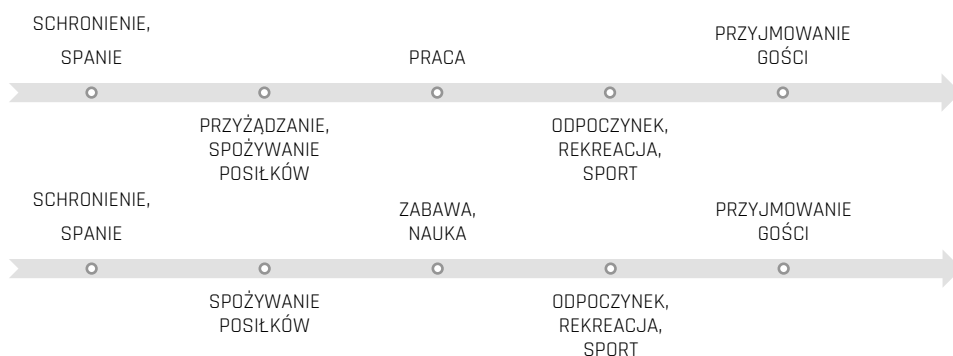 SCHRONIENIE,
SPANIE
PRZYŻĄDZANIE,
SPOŻYWANIE
POSIŁKÓW
PRACA
ODPOCZYNEK,
REKREACJA,
SPORT
PRZYJMOWANIE
GOŚCI
SCHRONIENIE,
SPANIE
SPOŻYWANIE
POSIŁKÓW
ZABAWA,
NAUKA
ODPOCZYNEK,
REKREACJA,
SPORT
PRZYJMOWANIE
GOŚCI